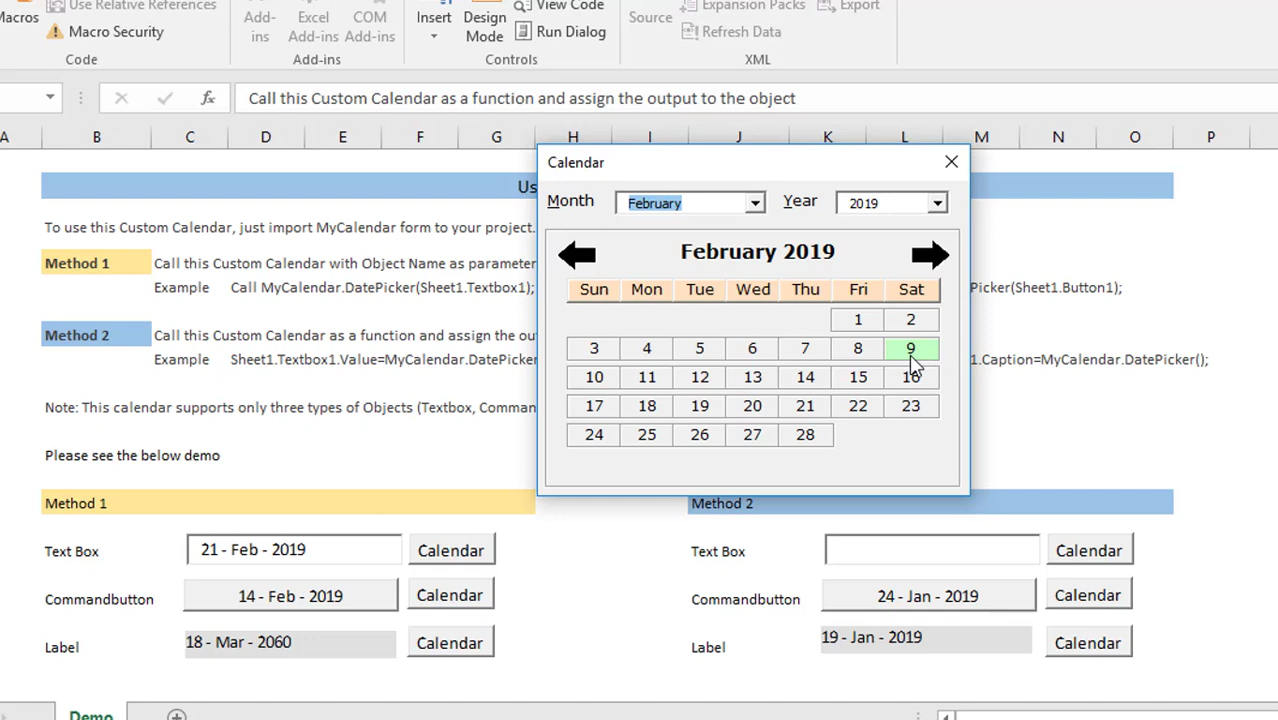 Use Relative References
Macros
Macro Security
Code
Add-
ins
Excel
Add-ins
COM
Add-ins
Add-ins
Insert
Design
Mode
View Code
Run Dialog
Controls
Source
Expansion Packs
Refresh Data
Export
XML
fx
Call this Custom Calendar as a function and assign the output to the object
A B C D E F G H I J K L M N O P
Us
To use this Custom Calendar, just import MyCalendar form to your project.
Method 1 Call this Custom Calendar with Object Name as parameter
Example Call MyCalendar.DatePicker(Sheet1.Textbox1); Picker(Sheet1.Button1);
Method 2 Call this Custom Calendar as a function and assign the ou
Example Sheet1.Textbox1.Value=MyCalendar.DatePicker 1.Caption=MyCalendar.DatePicker();
Note: This calendar supports only three types of Objects (Textbox, Comman
Please see the below demo
Calendar
Month February Year 2019
February 2019
Sun Mon Tue Wed Thu Fri Sat
1 2
3 4 5 6 7 8 9
10 11 12 13 14 15 16
17 18 19 20 21 22 23
24 25 26 27 28
Method 1
Text Box 21 - Feb - 2019 Calendar
Commandbutton 14 - Feb - 2019 Calendar
Label 18 - Mar - 2060 Calendar
Method 2
Text Box Calendar
Commandbutton 24 - Jan - 2019 Calendar
Label 19 - Jan - 2019 Calendar
Demo